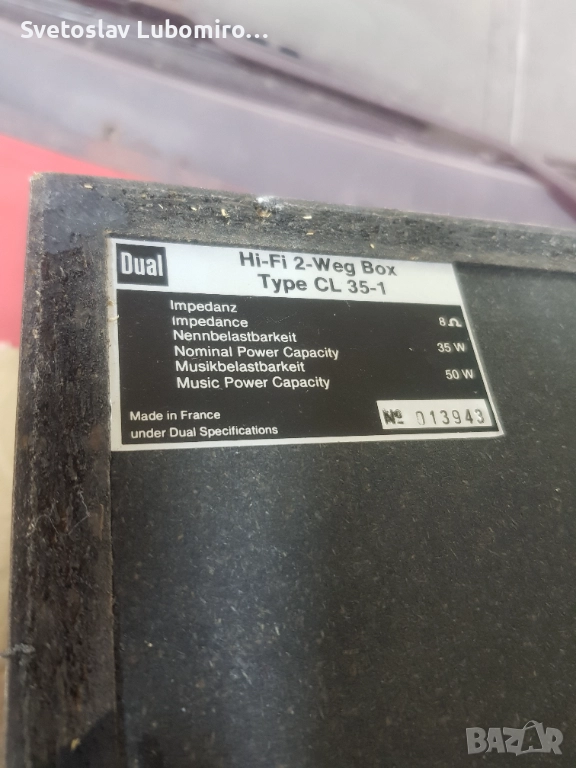 Svetoslav Lubomiro...
Dual
Hi-Fi 2-Weg Box
Type CL 35-1
Impedanz
Impedance 8Ω
Nennbelastbarkeit
Nominal Power Capacity 35 W
Musikbelastbarkeit
Music Power Capacity 50 W
Made in France
under Dual Specifications
№ 013943
BAZAR